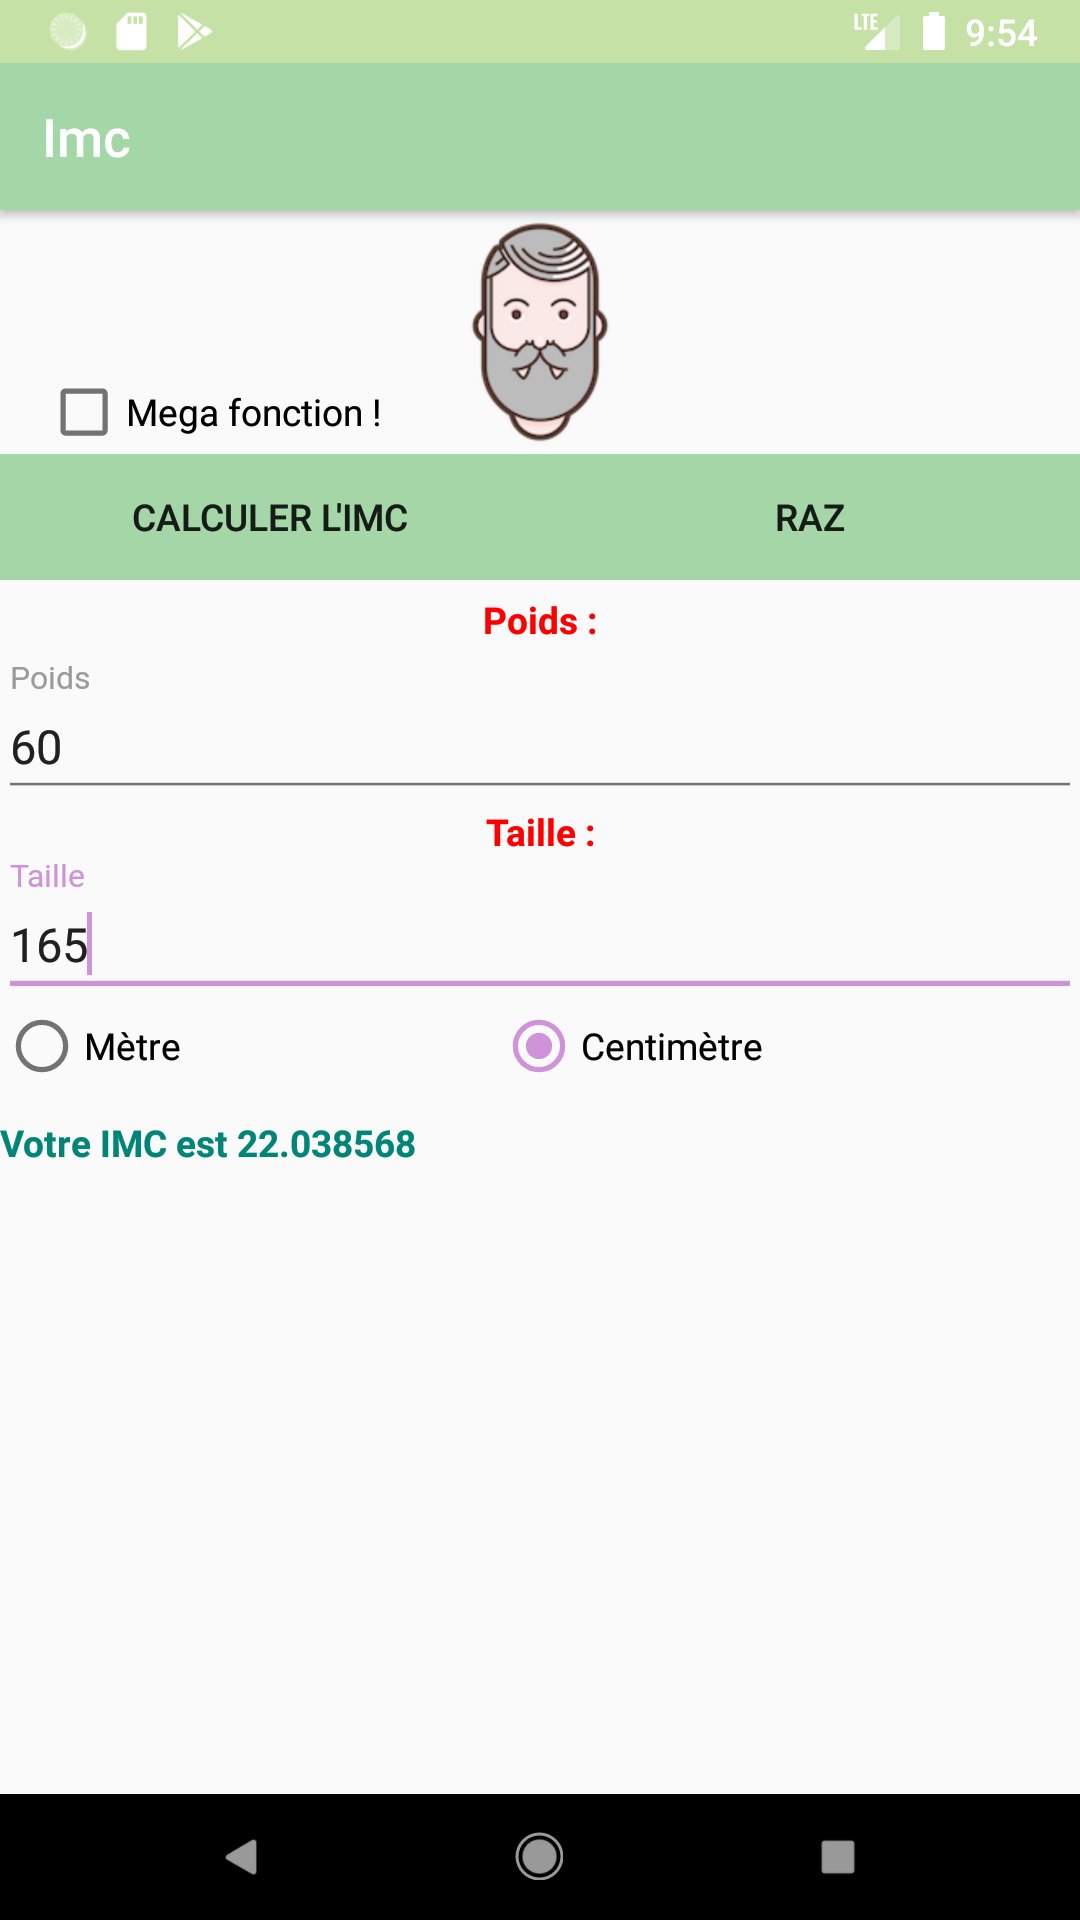 LTE 9:54
Imc
Mega fonction !
CALCULER L'IMC RAZ
Poids :
Poids
60
Taille :
Taille
165
Mètre Centimètre
Votre IMC est 22.038568